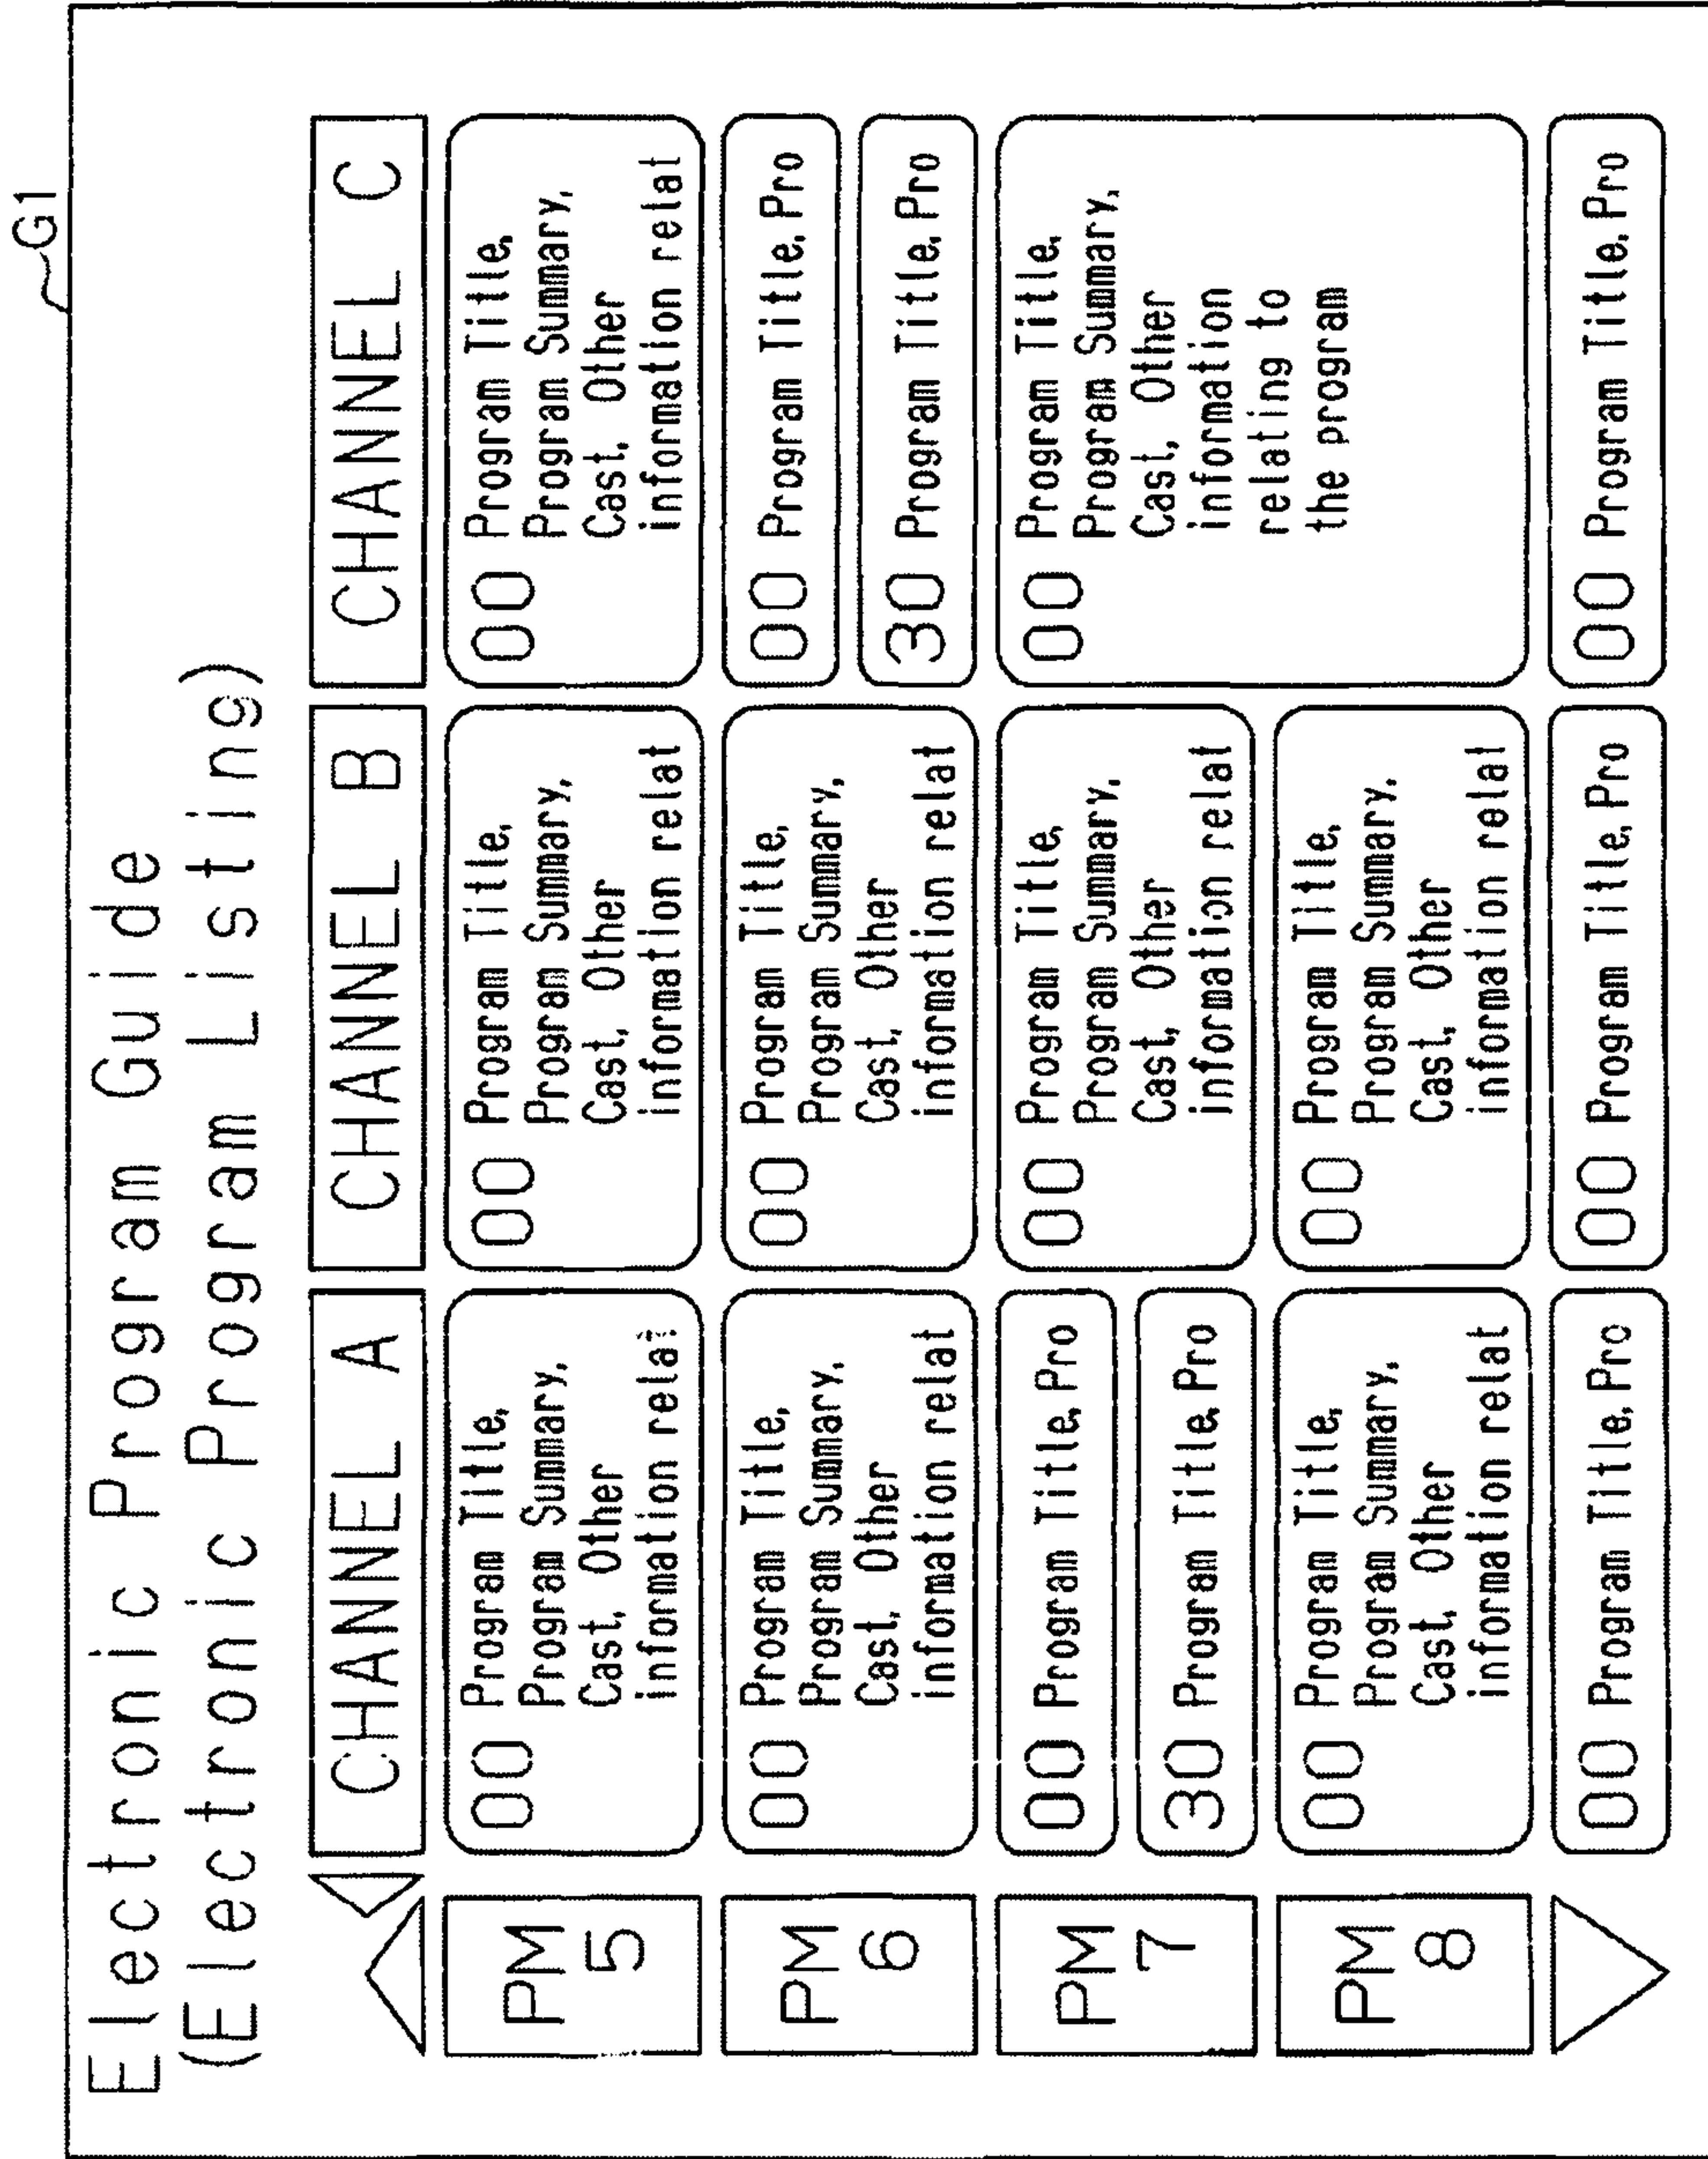 G1
Electronic Program Guide
(Electronic Program Listing)
CHANNEL A
CHANNEL B
CHANNEL C
PM
5
00 Program Title,
Program Summary,
Cast, Other
information relat
00 Program Title,
Program Summary,
Cast, Other
information relat
00 Program Title,
Program Summary,
Cast, Other
information relat
PM
6
00 Program Title,
Program Summary,
Cast, Other
information relat
00 Program Title,
Program Summary,
Cast, Other
information relat
00 Program Title, Pro
30 Program Title, Pro
PM
7
00 Program Title, Pro
30 Program Title, Pro
00 Program Title,
Program Summary,
Cast, Other
information relat
00 Program Title,
Program Summary,
Cast, Other
information
relating to
the program
PM
8
00 Program Title,
Program Summary,
Cast, Other
information relat
00 Program Title,
Program Summary,
Cast, Other
information relat
00 Program Title, Pro
00 Program Title, Pro
00 Program Title, Pro